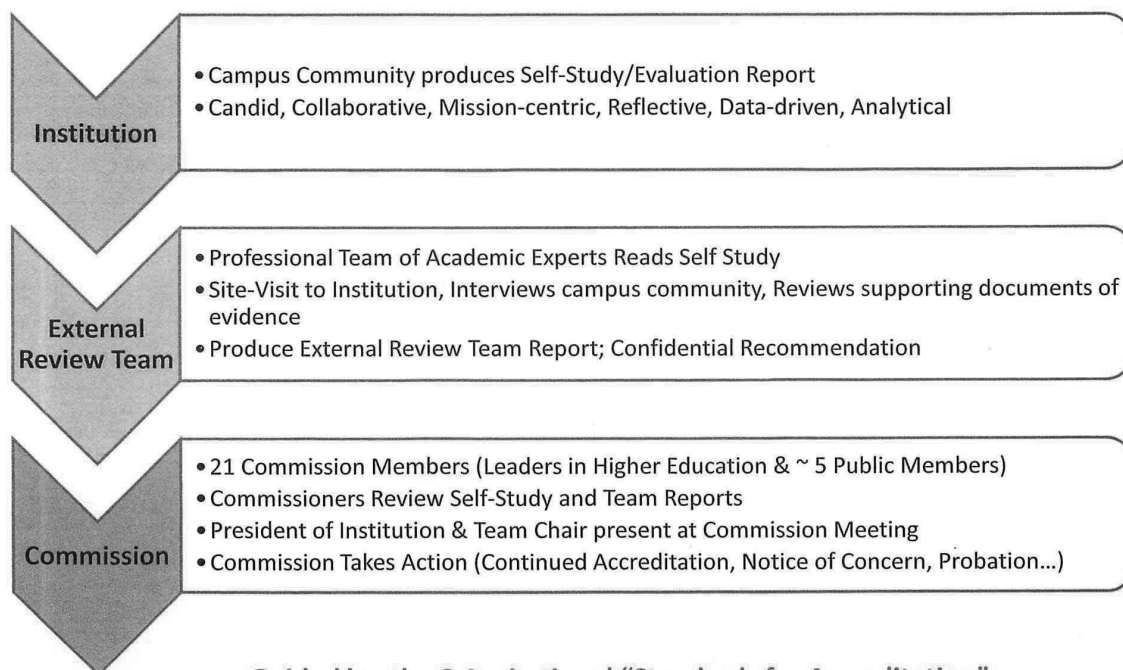 Institution
• Campus Community produces Self-Study/Evaluation Report
• Candid, Collaborative, Mission-centric, Reflective, Data-driven, Analytical
External
Review Team
• Professional Team of Academic Experts Reads Self Study
• Site-Visit to Institution, Interviews campus community, Reviews supporting documents of
evidence
• Produce External Review Team Report; Confidential Recommendation
Commission
• 21 Commission Members (Leaders in Higher Education & ~ 5 Public Members)
• Commissioners Review Self-Study and Team Reports
• President of Institution & Team Chair present at Commission Meeting
• Commission Takes Action (Continued Accreditation, Notice of Concern, Probation...)
"Standards for Accreditation"